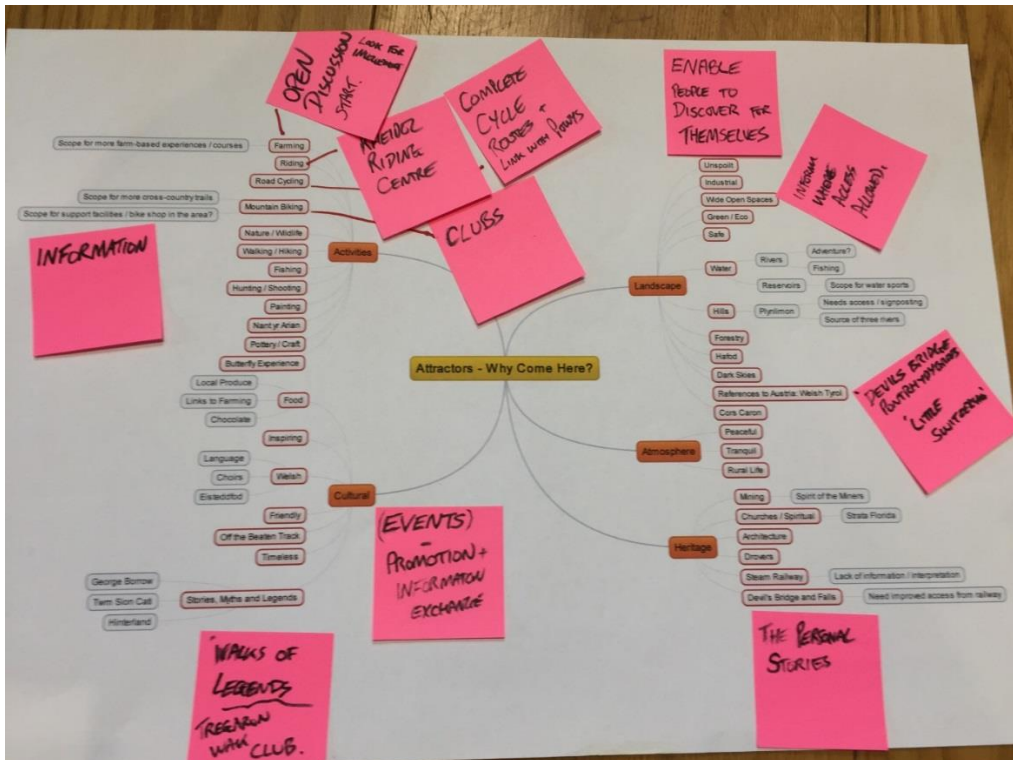 OPEN
DISCUSSION
START.
LOOK FOR
COMPLETE
CYCLE
ROUTES +
LINK WITH POWYS
RIDING
CENTRE
CLUBS
INFORMATION
Scope for more farm-based experiences / courses
Farming
Riding
Road Cycling
Scope for more cross-country trails
Scope for support facilities / bike shop in the area?
Mountain Biking
Nature / Wildlife
Walking / Hiking
Fishing
Hunting / Shooting
Painting
Nant yr Arian
Pottery / Craft
Butterfly Experience
Activities
Attractors - Why Come Here?
Local Produce
Links to Farming
Chocolate
Food
Inspiring
Language
Choirs
Eisteddfod
Welsh
Friendly
Off the Beaten Track
Timeless
George Borrow
Twm Sion Cati
Hinterland
Stories, Myths and Legends
Cultural
(EVENTS)
-
PROMOTION +
INFORMATION
EXCHANGE
WALKS OF
LEGENDS
TREGARON
WALK CLUB.
ENABLE
PEOPLE TO
DISCOVER FOR
THEMSELVES
INFORM
WHERE
ACCESS
ALLOWED.
Landscape
Unspoilt
Industrial
Wide Open Spaces
Green / Eco
Safe
Water
Rivers
Adventure?
Fishing
Reservoirs
Scope for water sports
Hills
Plynlimon
Needs access / signposting
Source of three rivers
Forestry
Hafod
Dark Skies
References to Austria: Welsh Tyrol
Cors Caron
DEVILS BRIDGE
'LITTLE
Atmosphere
Peaceful
Tranquil
Rural Life
Heritage
Mining
Spirit of the Miners
Churches / Spiritual
Strata Florida
Architecture
Drovers
Steam Railway
Lack of information / interpretation
Devil's Bridge and Falls
Need improved access from railway
THE PERSONAL
STORIES